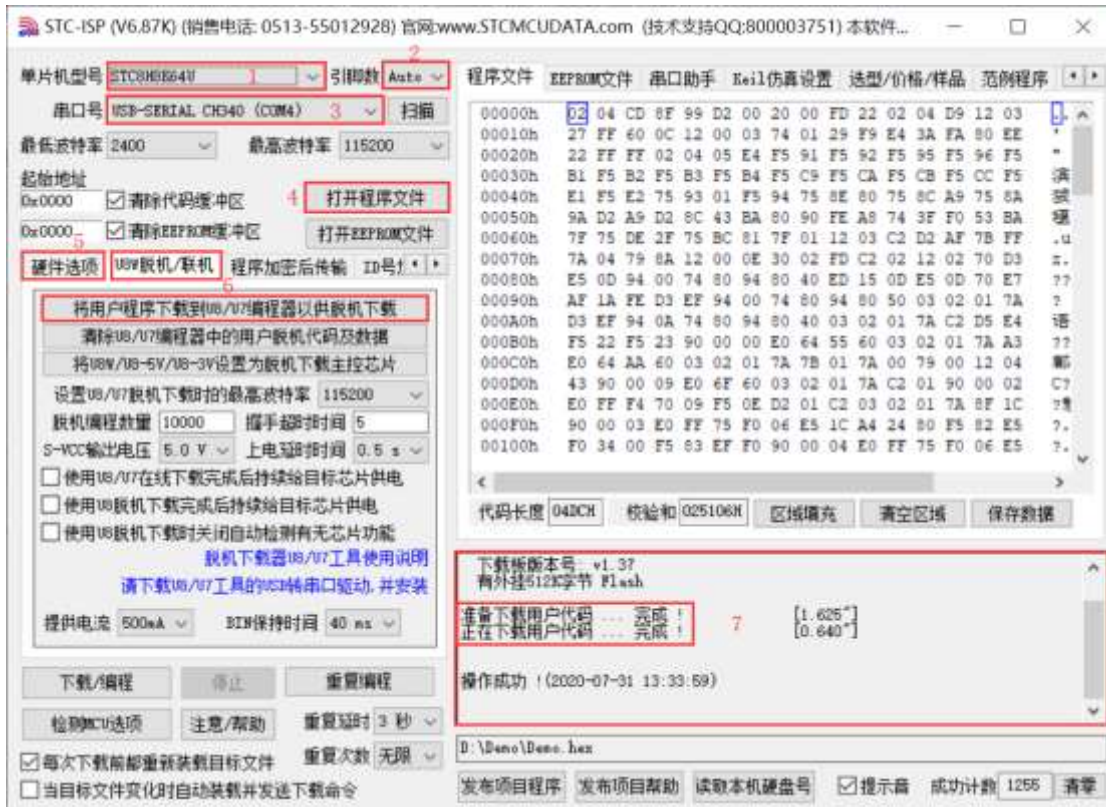 STC-ISP (V6.87K) (销售电话: 0513-55012928) 官网:www.STCMCUDATA.com (技术支持QQ:800003751) 本软件...
单片机型号 STC8H8K64U 1 引脚数 Auto 2
串口号 USB-SERIAL CH340 (COM4) 3 扫描
最低波特率 2400 最高波特率 115200
起始地址
0x0000 清除代码缓冲区 4 打开程序文件
0x0000 清除EEPROM缓冲区 打开EEPROM文件
5
硬件选项 U8W脱机/联机 程序加密后传输 ID号
6
将用户程序下载到U8/U7编程器以供脱机下载
清除U8/U7编程器中的用户脱机代码及数据
将U8W/U8-5V/U8-3V设置为脱机下载主控芯片
设置U8/U7脱机下载时的最高波特率 115200
脱机编程数量 10000 握手超时时间 5
S-VCC输出电压 5.0 V 上电延时时间 0.5 s
使用U8/U7在线下载完成后持续给目标芯片供电
使用U8脱机下载完成后持续给目标芯片供电
使用U8脱机下载时关闭自动检测有无芯片功能
脱机下载器U8/U7工具使用说明
请下载U8/U7工具的USB转串口驱动,并安装
提供电流 500mA BIN保持时间 40 ms
下载/编程 停止 重复编程
检测MCU选项 注意/帮助 重复延时 3 秒
重复次数 无限
每次下载前都重新装载目标文件
当目标文件变化时自动装载并发送下载命令
程序文件 EEPROM文件 串口助手 Keil仿真设置 选型/价格/样品 范例程序
00000h 02 04 CD 8F 99 D2 00 20 00 FD 22 02 04 D9 12 03
00010h 27 FF 60 0C 12 00 03 74 01 29 F9 E4 3A FA 80 EE
00020h 22 FF FF 02 04 05 E4 F5 91 F5 92 F5 95 F5 96 F5
00030h B1 F5 B2 F5 B3 F5 B4 F5 C9 F5 CA F5 CB F5 CC F5
00040h E1 F5 E2 75 93 01 F5 94 75 8E 80 75 8C A9 75 8A
00050h 9A D2 A9 D2 8C 43 BA 80 90 FE A8 74 3F F0 53 BA
00060h 7F 75 DE 2F 75 BC 81 7F 01 12 03 C2 D2 AF 7B FF .u
00070h 7A 04 79 8A 12 00 0E 30 02 FD C2 02 12 02 70 D3 z.
00080h E5 0D 94 00 74 80 94 80 40 ED 15 0D E5 0D 70 E7 ??
00090h AF 1A FE D3 EF 94 00 74 80 94 80 50 03 02 01 7A ?
000A0h D3 EF 94 0A 74 80 94 80 40 03 02 01 7A C2 D5 E4 语
000B0h F5 22 F5 23 90 00 00 E0 64 55 60 03 02 01 7A A3 ??
000C0h E0 64 AA 60 03 02 01 7A 7B 01 7A 00 79 00 12 04
000D0h 43 90 00 09 E0 6F 60 03 02 01 7A C2 01 90 00 02 C?
000E0h E0 FF F4 70 09 F5 0E D2 01 C2 03 02 01 7A 8F 1C
000F0h 90 00 03 E0 FF 75 F0 06 E5 1C A4 24 80 F5 82 E5 ?.
00100h F0 34 00 F5 83 EF F0 90 00 04 E0 FF 75 F0 06 E5 ?.
代码长度 04DCH 校验和 025106H 区域填充 清空区域 保存数据
下载板版本号: v1.37
有外挂512K字节 Flash
准备下载用户代码 ... 完成 ! [1.625"]
正在下载用户代码 ... 完成 ! 7 [0.640"]
操作成功 !(2020-07-31 13:33:59)
D:\Demo\Demo.hex
发布项目程序 发布项目帮助 读取本机硬盘号 提示音 成功计数 1255 清零